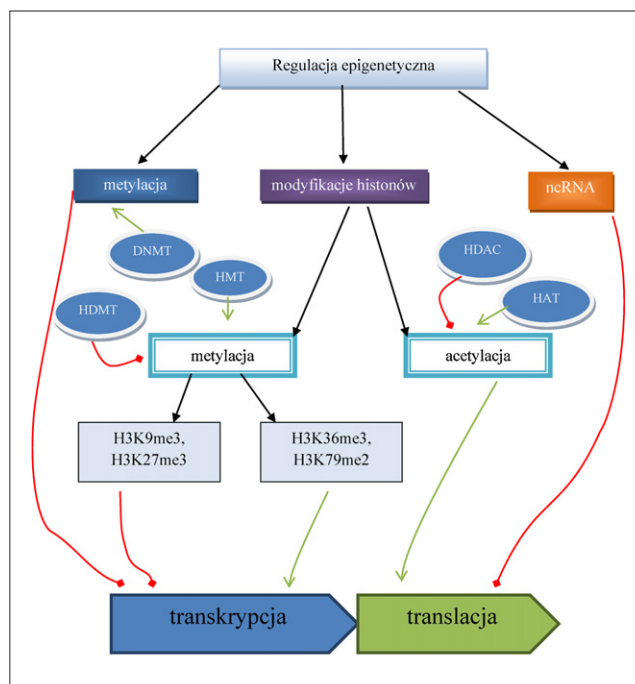 Regulacja epigenetyczna
metylacja
modyfikacje histonów
ncRNA
DNMT
HMT
HDAC
HDMT
HAT
metylacja
acetylacja
H3K9me3,
H3K27me3
H3K36me3,
H3K79me2
transkrypcja
translacja